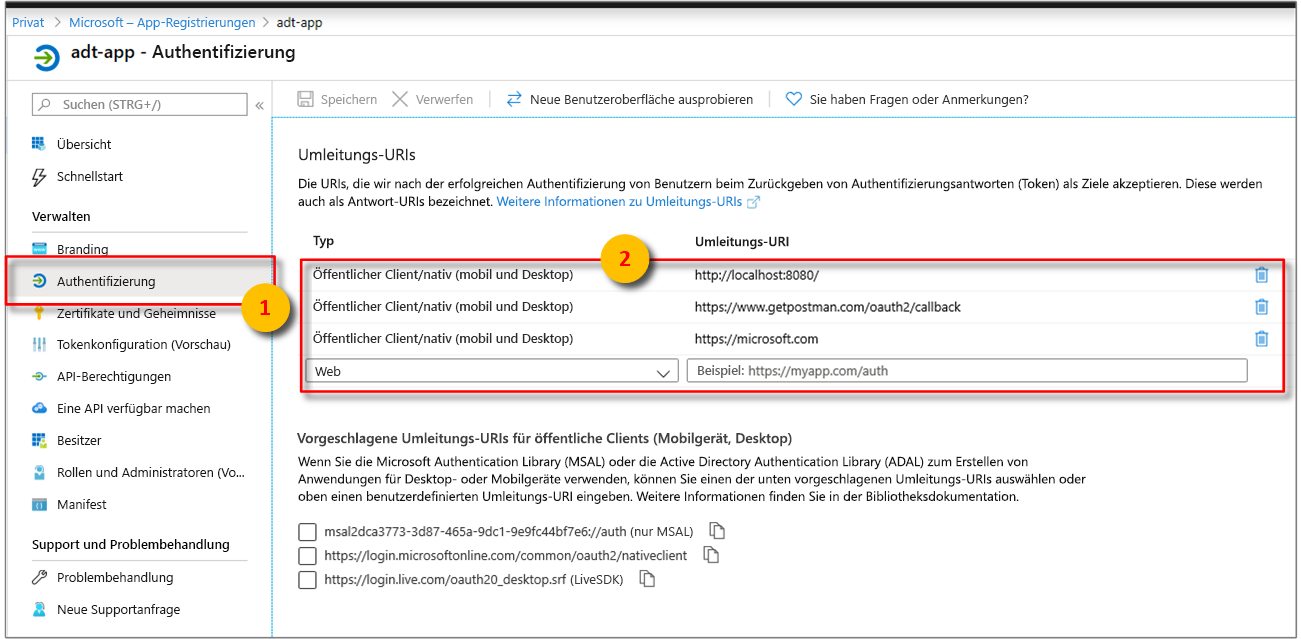 Privat > Microsoft – App-Registrierungen > adt-app
adt-app - Authentifizierung
Suchen (STRG+/)
«
Speichern Verwerfen Neue Benutzeroberfläche ausprobieren Sie haben Fragen oder Anmerkungen?
Übersicht
Schnellstart
Verwalten
Branding
Authentifizierung
1
Zertifikate und Geheimnisse
Tokenkonfiguration (Vorschau)
API-Berechtigungen
Eine API verfügbar machen
Besitzer
Rollen und Administratoren (Vo...
Manifest
Support und Problembehandlung
Problembehandlung
Neue Supportanfrage
Umleitungs-URIs
Die URIs, die wir nach der erfolgreichen Authentifizierung von Benutzern beim Zurückgeben von Authentifizierungsantworten (Token) als Ziele akzeptieren. Diese werden
auch als Antwort-URIs bezeichnet. Weitere Informationen zu Umleitungs-URIs
Typ Umleitungs-URI
2
Öffentlicher Client/nativ (mobil und Desktop) http://localhost:8080/
Öffentlicher Client/nativ (mobil und Desktop) https://www.getpostman.com/oauth2/callback
Öffentlicher Client/nativ (mobil und Desktop) https://microsoft.com
Web Beispiel: https://myapp.com/auth
Vorgeschlagene Umleitungs-URIs für öffentliche Clients (Mobilgerät, Desktop)
Wenn Sie die Microsoft Authentication Library (MSAL) oder die Active Directory Authentication Library (ADAL) zum Erstellen von
Anwendungen für Desktop- oder Mobilgeräte verwenden, können Sie einen der unten vorgeschlagenen Umleitungs-URIs auswählen oder
oben einen benutzerdefinierten Umleitungs-URI eingeben. Weitere Informationen finden Sie in der Bibliotheksdokumentation.
msal2dca3773-3d87-465a-9dc1-9e9fc44bf7e6://auth (nur MSAL)
https://login.microsoftonline.com/common/oauth2/nativeclient
https://login.live.com/oauth20_desktop.srf (LiveSDK)